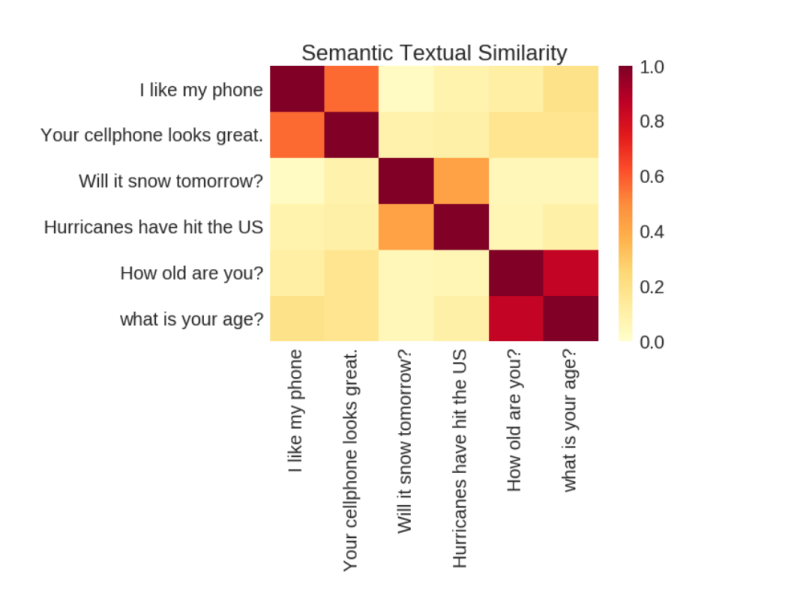 Semantic Textual Similarity
I like my phone
Your cellphone looks great.
Will it snow tomorrow?
Hurricanes have hit the US
How old are you?
what is your age?
1.0
0.8
0.6
0.4
0.2
0.0
I like my phone
Your cellphone looks great.
Will it snow tomorrow?
Hurricanes have hit the US
How old are you?
what is your age?